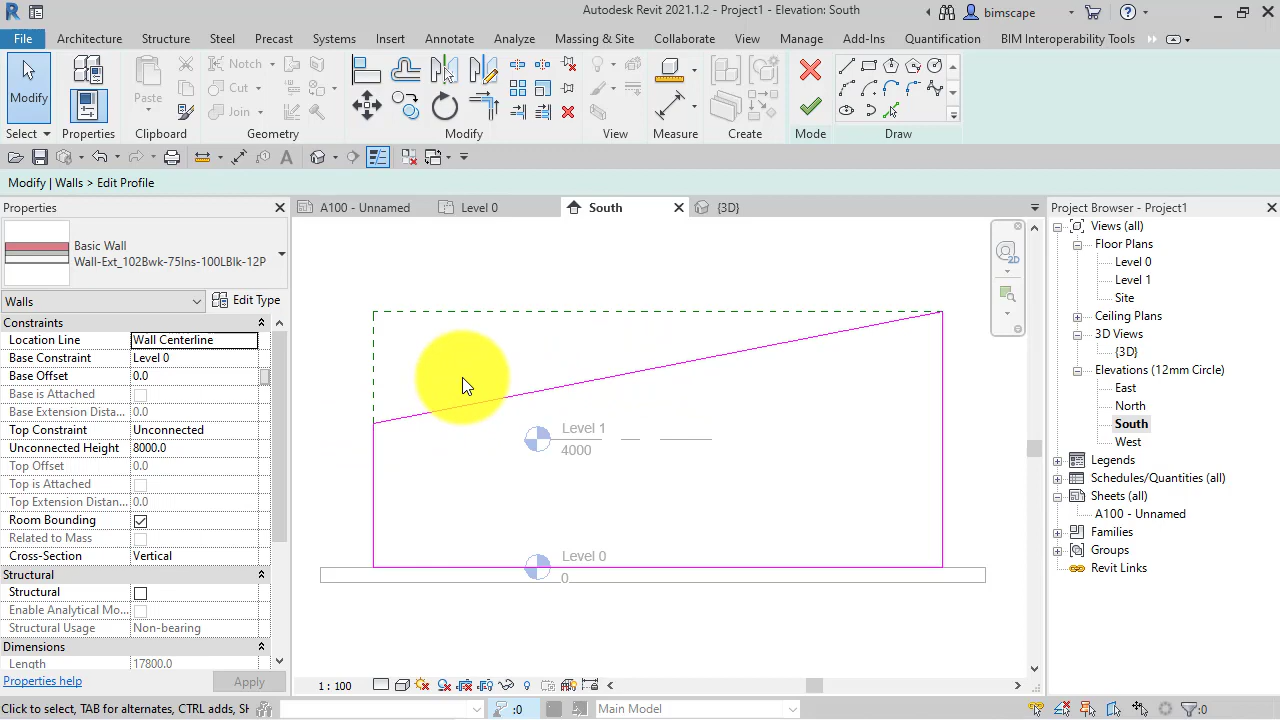 Autodesk Revit 2021.1.2 - Project1 - Elevation: South
bimscape
File Architecture Structure Steel Precast Systems Insert Annotate Analyze Massing & Site Collaborate View Manage Add-Ins Quantification BIM Interoperability Tools
Modify
Paste
Notch
Cope
Join
Select Properties Clipboard Geometry Modify View Measure Create Mode Draw
Modify | Walls > Edit Profile
Properties
Basic Wall
Wall-Ext_102Bwk-75Ins-100LBlk-12P
Walls
Edit Type
Constraints
Location Line Wall Centerline
Base Constraint Level 0
Base Offset 0.0
Base is Attached
Base Extension Dista... 0.0
Top Constraint Unconnected
Unconnected Height 8000.0
Top Offset 0.0
Top is Attached
Top Extension Distan... 0.0
Room Bounding
Related to Mass
Cross-Section Vertical
Structural
Structural
Enable Analytical Mo...
Structural Usage Non-bearing
Dimensions
Length 17800.0
Properties help
Apply
A100 - Unnamed Level 0 South {3D}
2D
Level 1
4000
Level 0
0
1 : 100
Project Browser - Project1
Views (all)
Floor Plans
Level 0
Level 1
Site
Ceiling Plans
3D Views
{3D}
Elevations (12mm Circle)
East
North
South
West
Legends
Schedules/Quantities (all)
Sheets (all)
A100 - Unnamed
Families
Groups
Revit Links
Click to select, TAB for alternates, CTRL adds, SH
:0
Main Model
:0